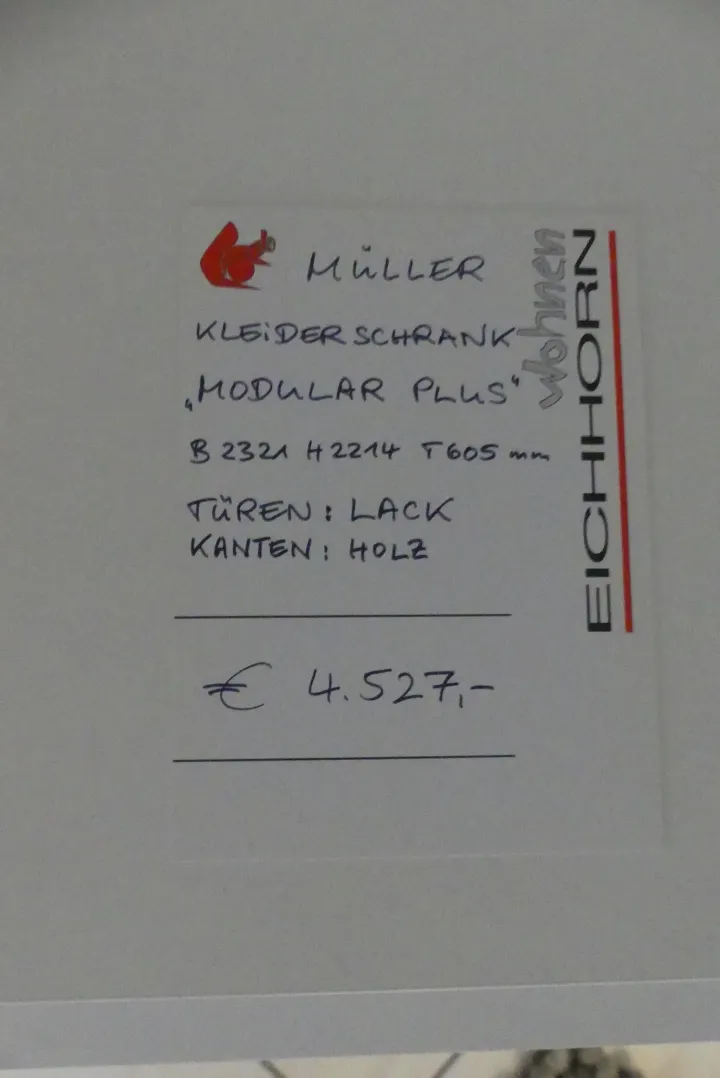 MÜLLER
KLEIDERSCHRANK
„MODULAR PLUS"
B 2321 H 2214 T 605 mm
TÜREN: LACK
KANTEN: HOLZ
€ 4.527,-
Wohnen
EICHHORN